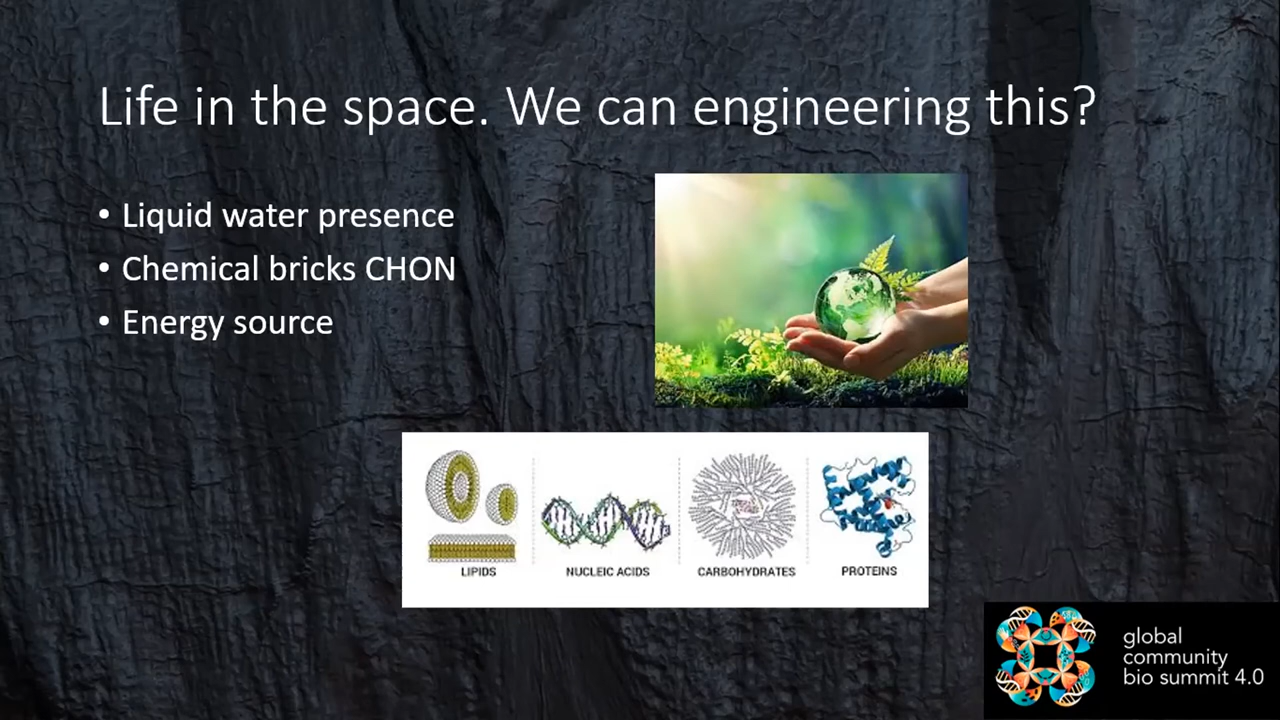 Life in the space. We can engineering this?
• Liquid water presence
• Chemical bricks CHON
• Energy source
LIPIDS
NUCLEIC ACIDS
CARBOHYDRATES
PROTEINS
global
community
bio summit 4.0